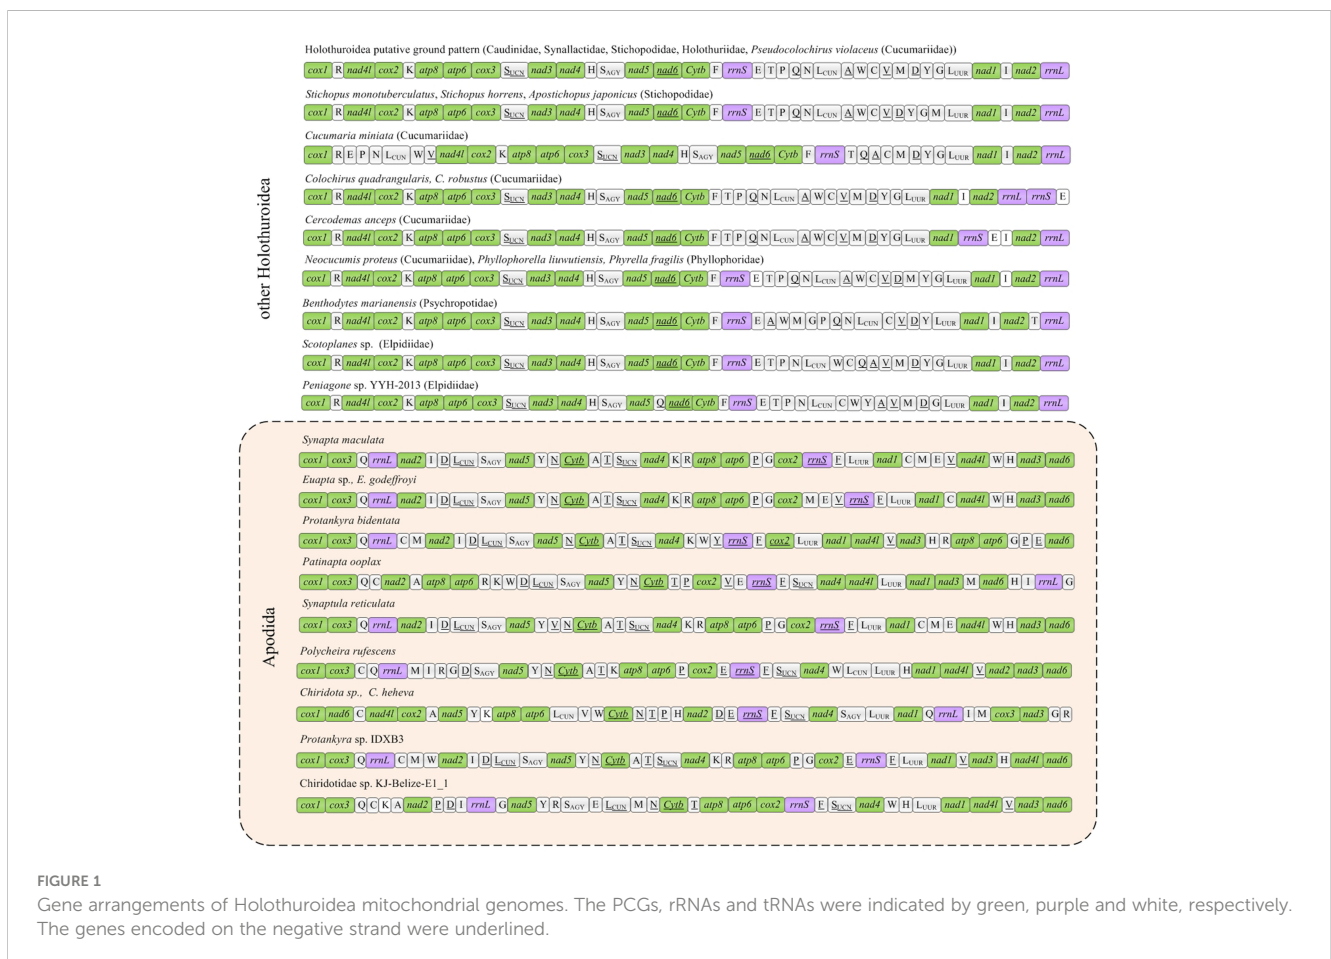 Holothuroidea putative ground pattern (Caudinidae, Synallactidae, Stichopodidae, Holothuriidae, Pseudocolochirus violaceus (Cucumariidae))
cox1 R nad4l cox2 K atp8 atp6 cox3 SUCN nad3 nad4 H SAGY nad5 nad6 Cytb F rrnS E T P Q N LCUN A W C V M D Y G LUUR nad1 I nad2 rrnL
Stichopus monotuberculatus, Stichopus horrens, Apostichopus japonicus (Stichopodidae)
cox1 R nad4l cox2 K atp8 atp6 cox3 SUCN nad3 nad4 H SAGY nad5 nad6 Cytb F rrnS E T P Q N LCUN A W C V D Y G M LUUR nad1 I nad2 rrnL
Cucumaria miniata (Cucumariidae)
cox1 R E P N LCUN W V nad4l cox2 K atp8 atp6 cox3 SUCN nad3 nad4 H SAGY nad5 nad6 Cytb F rrnS T Q A C M D Y G LUUR nad1 I nad2 rrnL
Colochirus quadrangularis, C. robustus (Cucumariidae)
cox1 R nad4l cox2 K atp8 atp6 cox3 SUCN nad3 nad4 H SAGY nad5 nad6 Cytb F T P Q N LCUN A W C V M D Y G LUUR nad1 I nad2 rrnL rrnS E
Cercodemas anceps (Cucumariidae)
cox1 R nad4l cox2 K atp8 atp6 cox3 SUCN nad3 nad4 H SAGY nad5 nad6 Cytb F T P Q N LCUN A W C V M D Y G LUUR nad1 rrnS E I nad2 rrnL
Neocucumis proteus (Cucumariidae), Phyllophorella liuwutiensis, Phyrella fragilis (Phyllophoridae)
cox1 R nad4l cox2 K atp8 atp6 cox3 SUCN nad3 nad4 H SAGY nad5 nad6 Cytb F rrnS E T P Q N LCUN A W C V D M Y G LUUR nad1 I nad2 rrnL
Benthodytes marianensis (Psychropotidae)
cox1 R nad4l cox2 K atp8 atp6 cox3 SUCN nad3 nad4 H SAGY nad5 nad6 Cytb F rrnS E A W M G P Q N LCUN C V D Y LUUR nad1 I nad2 T rrnL
Scotoplanes sp. (Elpidiidae)
cox1 R nad4l cox2 K atp8 atp6 cox3 SUCN nad3 nad4 H SAGY nad5 nad6 Cytb F rrnS E T P N LCUN W C Q A V M D Y G LUUR nad1 I nad2 rrnL
Peniagone sp. YYH-2013 (Elpidiidae)
cox1 R nad4l cox2 K atp8 atp6 cox3 SUCN nad3 nad4 H SAGY nad5 Q nad6 Cytb F rrnS E T P N LCUN C W Y A V M D G LUUR nad1 I nad2 rrnL
other Holothuroidea
Synapta maculata
cox1 cox3 Q rrnL nad2 I D LCUN SAGY nad5 Y N Cytb A T SUCN nad4 K R atp8 atp6 P G cox2 rrnS F LUUR nad1 C M E V nad4l W H nad3 nad6
Euapta sp., E. godeffroyi
cox1 cox3 Q rrnL nad2 I D LCUN SAGY nad5 Y N Cytb A T SUCN nad4 K R atp8 atp6 P G cox2 M E V rrnS F LUUR nad1 C nad4l W H nad3 nad6
Protankyra bidentata
cox1 cox3 Q rrnL C M nad2 I D LCUN SAGY nad5 N Cytb A T SUCN nad4 K W Y rrnS F cox2 LUUR nad1 nad4l V nad3 H R atp8 atp6 G P E nad6
Patinapta ooplax
cox1 cox3 Q C nad2 A atp8 atp6 R K W D LCUN SAGY nad5 Y N Cytb T P cox2 V E rrnS F SUCN nad4 nad4l LUUR nad1 nad3 M nad6 H I rrnL G
Synaptula reticulata
cox1 cox3 Q rrnL nad2 I D LCUN SAGY nad5 Y V N Cytb A T SUCN nad4 K R atp8 atp6 P G cox2 rrnS F LUUR nad1 C M E nad4l W H nad3 nad6
Polycheira rufescens
cox1 cox3 C Q rrnL M I R G D SAGY nad5 Y N Cytb A T K atp8 atp6 P cox2 E rrnS F SUCN nad4 W LCUN LUUR H nad1 nad4l V nad2 nad3 nad6
Chiridota sp., C. heheva
cox1 nad6 C nad4l cox2 A nad5 Y K atp8 atp6 LCUN V W Cytb N T P H nad2 D E rrnS F SUCN nad4 SAGY LUUR nad1 Q rrnL I M cox3 nad3 G R
Protankyra sp. IDXB3
cox1 cox3 Q rrnL C M W nad2 I D LCUN SAGY nad5 Y N Cytb A T SUCN nad4 K R atp8 atp6 P G cox2 E rrnS F LUUR nad1 V nad3 H nad4l nad6
Chiridotidae sp. KJ-Belize-E1_1
cox1 cox3 Q C K A nad2 P D I rrnL G nad5 Y R SAGY E LCUN M N Cytb T atp8 atp6 cox2 rrnS F SUCN nad4 W H LUUR nad1 nad4l V nad3 nad6
Apodida
FIGURE 1
Gene arrangements of Holothuroidea mitochondrial genomes. The PCGs, rRNAs and tRNAs were indicated by green, purple and white, respectively.
The genes encoded on the negative strand were underlined.